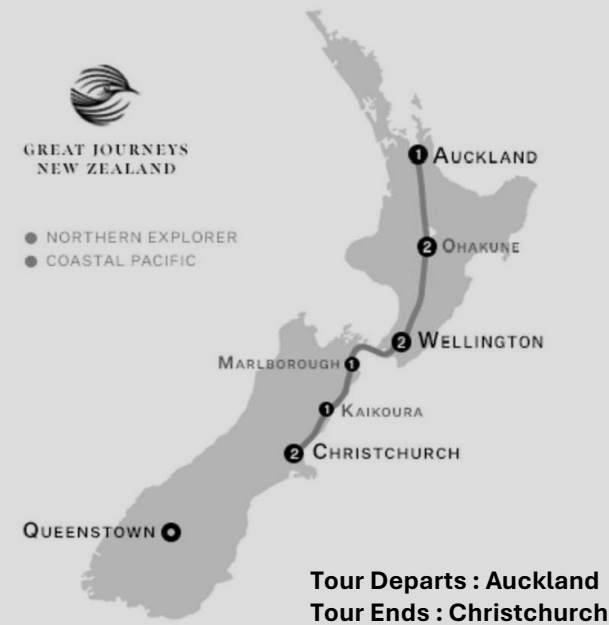 GREAT JOURNEYS
NEW ZEALAND
NORTHERN EXPLORER
COASTAL PACIFIC
1 AUCKLAND
2 OHAKUNE
2 WELLINGTON
MARLBOROUGH 1
1 KAIKOURA
2 CHRISTCHURCH
QUEENSTOWN
Tour Departs : Auckland
Tour Ends : Christchurch